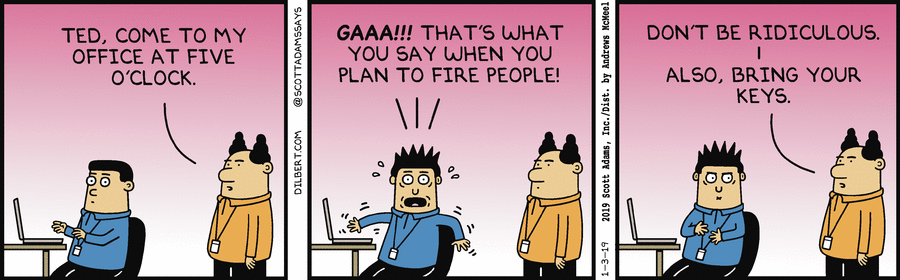 TED, COME TO MY
OFFICE AT FIVE
O'CLOCK.
DILBERT.COM @SCOTTADAMSSAYS
GAAA!!! THAT'S WHAT
YOU SAY WHEN YOU
PLAN TO FIRE PEOPLE!
1-3-19 2019 Scott Adams, Inc./Dist. by Andrews McMeel
DON'T BE RIDICULOUS.
ALSO, BRING YOUR
KEYS.